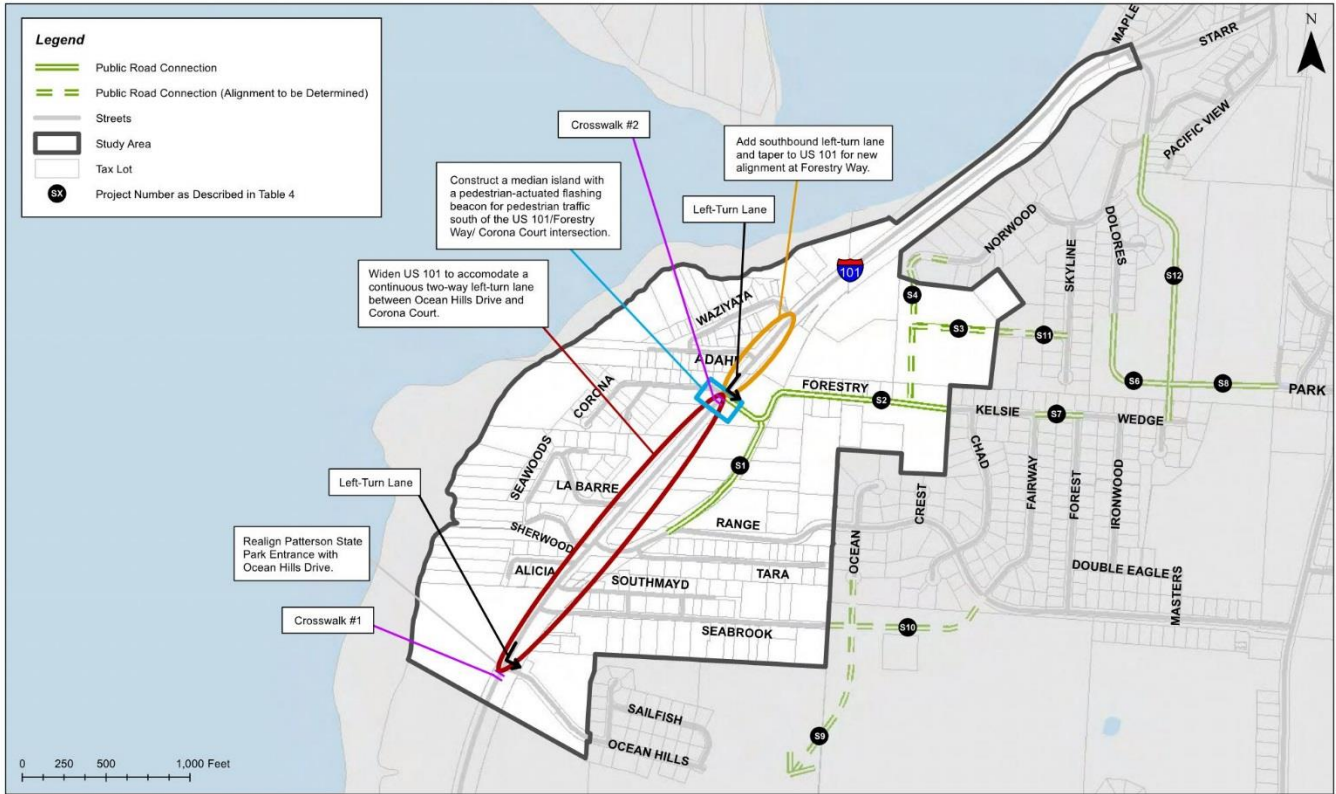 Legend
Public Road Connection
Public Road Connection (Alignment to be Determined)
Streets
Study Area
Tax Lot
SX
Project Number as Described in Table 4
N
MAPLE
STARR
PACIFIC VIEW
Crosswalk #2
Add southbound left-turn lane
and taper to US 101 for new
alignment at Forestry Way.
Construct a median island with
a pedestrian-actuated flashing
beacon for pedestrian traffic
south of the US 101/Forestry
Way/ Corona Court intersection.
Left-Turn Lane
Widen US 101 to accomodate a
continuous two-way left-turn lane
between Ocean Hills Drive and
Corona Court.
101
NORWOOD
SKYLINE
DOLORES
S12
S4
WAZIYATA
S3
S11
ADAHI
FORESTRY
S2
S6
S8
PARK
CORONA
KELSIE
S7
WEDGE
SEAWOODS
S1
CHAD
LA BARRE
FAIRWAY
FOREST
IRONWOOD
Left-Turn Lane
CREST
RANGE
SHERWOOD
OCEAN
Realign Patterson State
Park Entrance with
Ocean Hills Drive.
ALICIA
TARA
SOUTHMAYD
DOUBLE EAGLE
MASTERS
Crosswalk #1
SEABROOK
S10
SAILFISH
S9
OCEAN HILLS
0 250 500 1,000 Feet